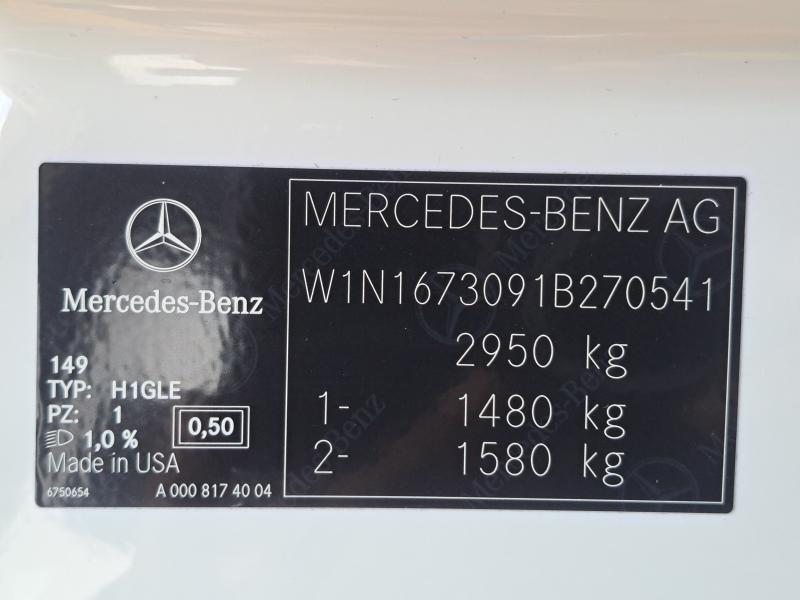 Mercedes-Benz
149
TYP: H1GLE
PZ: 1
1,0 %
0,50
Made in USA
6750654
A 000 817 40 04
MERCEDES-BENZ AG
W1N1673091B270541
2950 kg
1- 1480 kg
2- 1580 kg